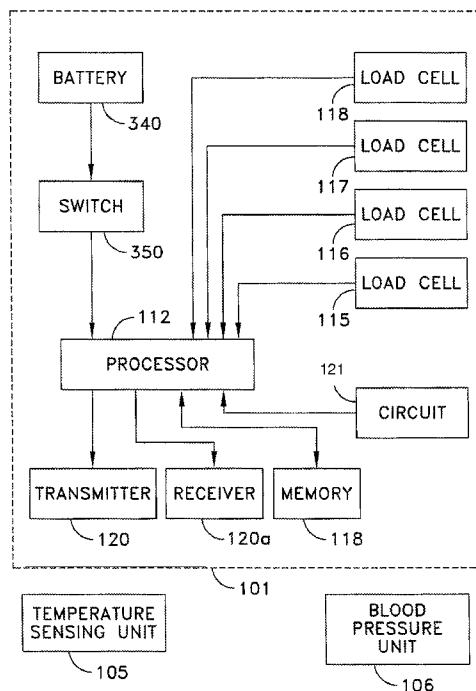 BATTERY
340
SWITCH
350
LOAD CELL
118
LOAD CELL
117
LOAD CELL
116
LOAD CELL
115
112
PROCESSOR
121
CIRCUIT
TRANSMITTER
120
RECEIVER
120a
MEMORY
118
101
TEMPERATURE
SENSING UNIT
105
BLOOD
PRESSURE
UNIT
106